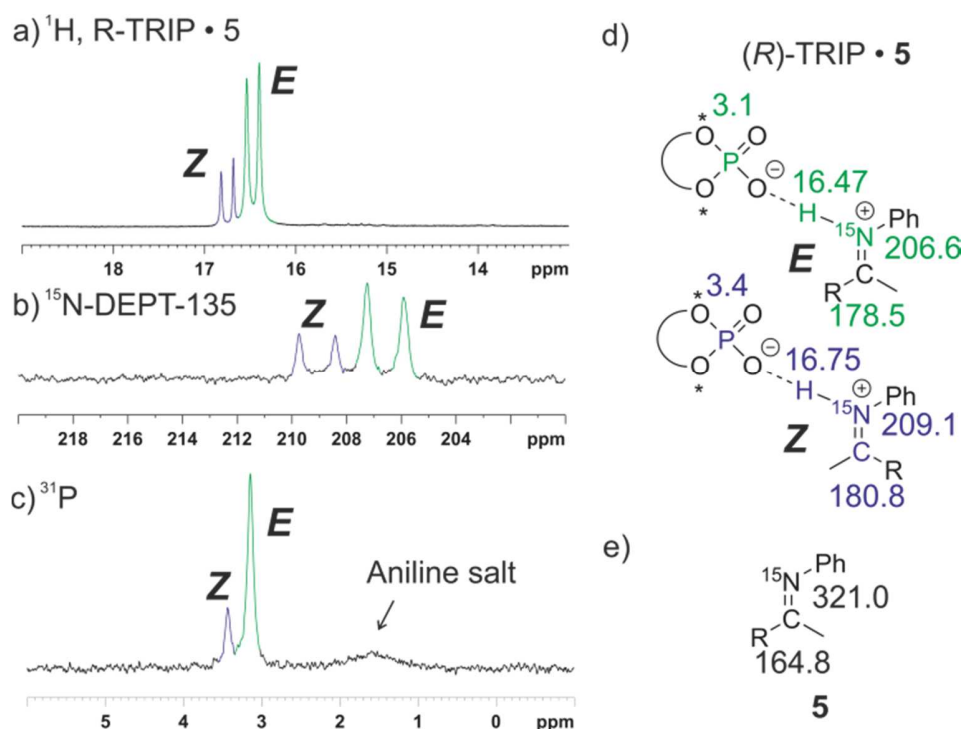 a) ¹H, R-TRIP • 5
E
Z
18 17 16 15 14 ppm
b) ¹⁵N-DEPT-135
Z E
218 216 214 212 210 208 206 204 ppm
c) ³¹P
E
Z
Aniline salt
5 4 3 2 1 0 ppm
d)
(R)-TRIP • 5
* 3.1
O O
P ⊖
O O 16.47
* H ⊕
¹⁵N Ph
E 206.6
C
R
178.5
* 3.4
O O
P ⊖
O O 16.75
* H ⊕
¹⁵N Ph
Z 209.1
C
R
180.8
e)
¹⁵N Ph
321.0
R C
164.8
5